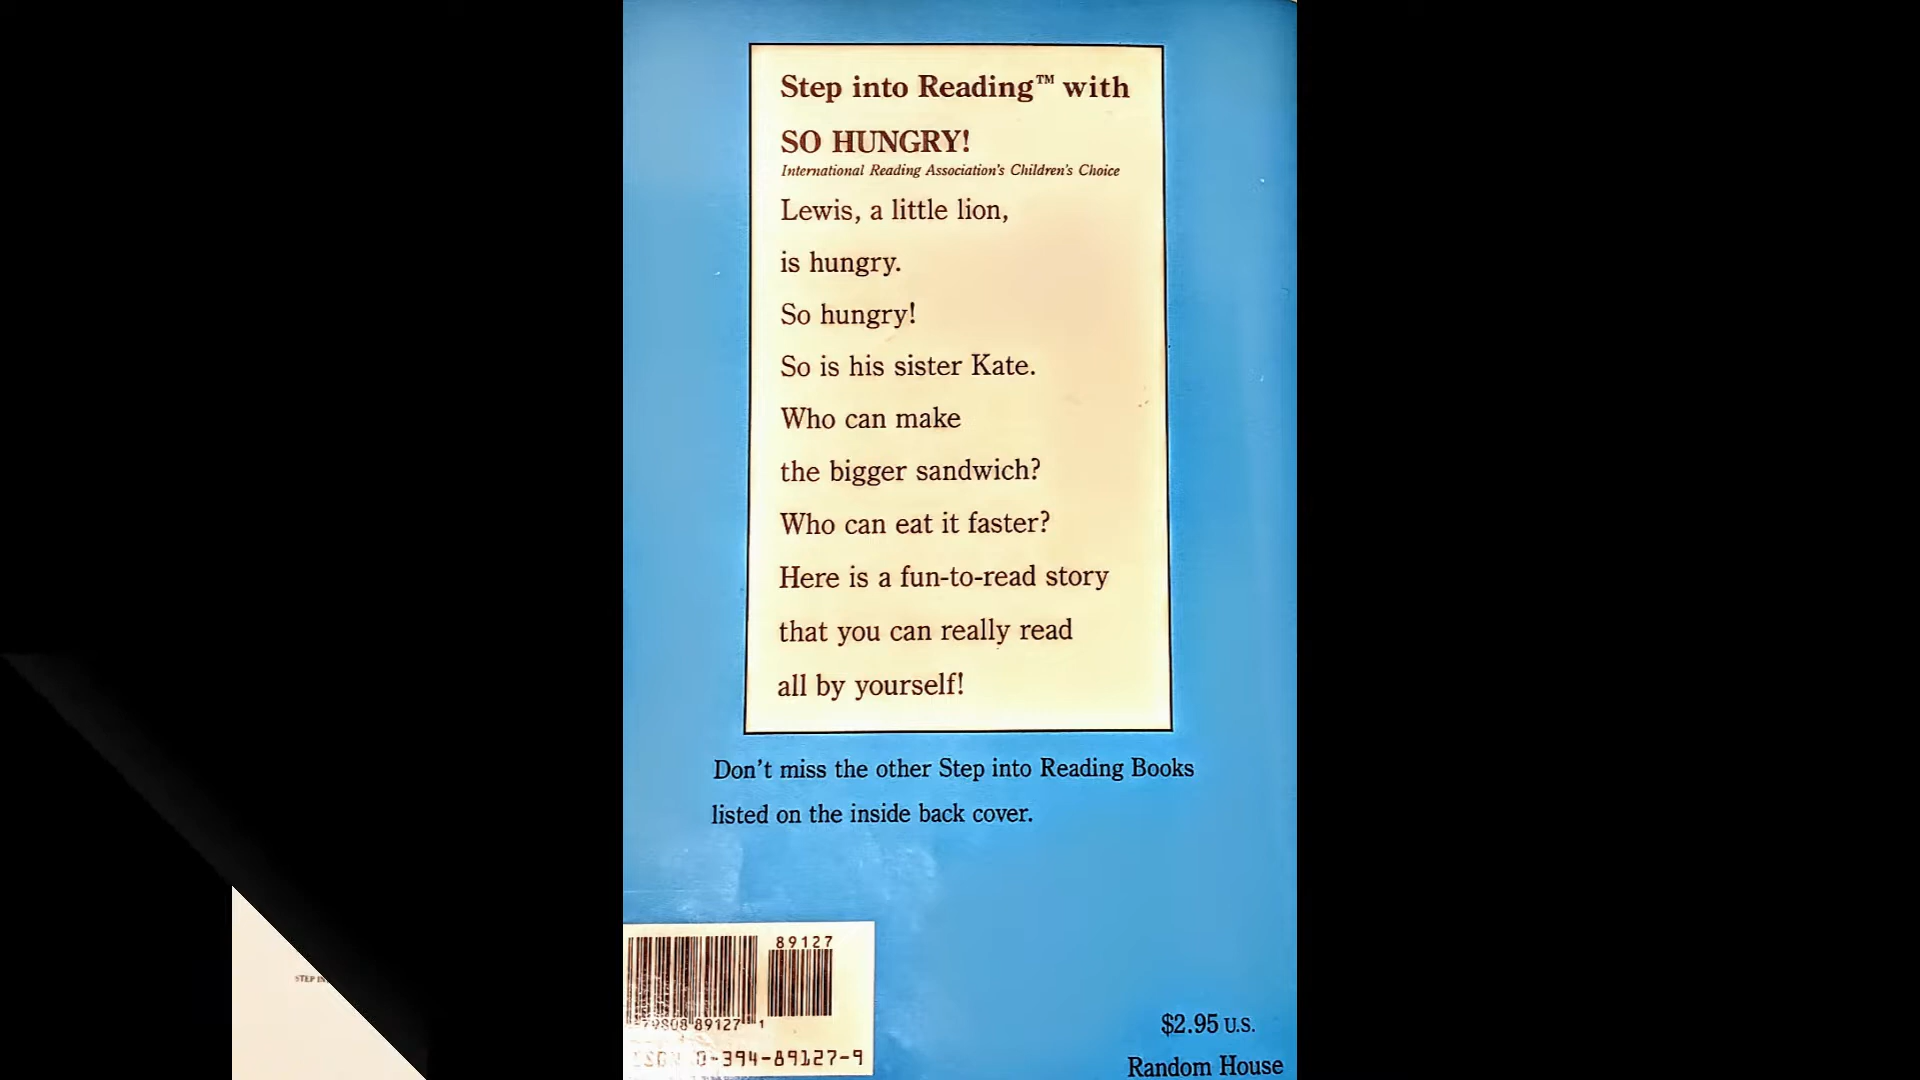 Step into Reading™ with
SO HUNGRY!
International Reading Association's Children's Choice
Lewis, a little lion,
is hungry.
So hungry!
So is his sister Kate.
Who can make
the bigger sandwich?
Who can eat it faster?
Here is a fun-to-read story
that you can really read
all by yourself!
Don't miss the other Step into Reading Books
listed on the inside back cover.
89127
89127 1
0-394-89127-9
$2.95 U.S.
Random House
STEP